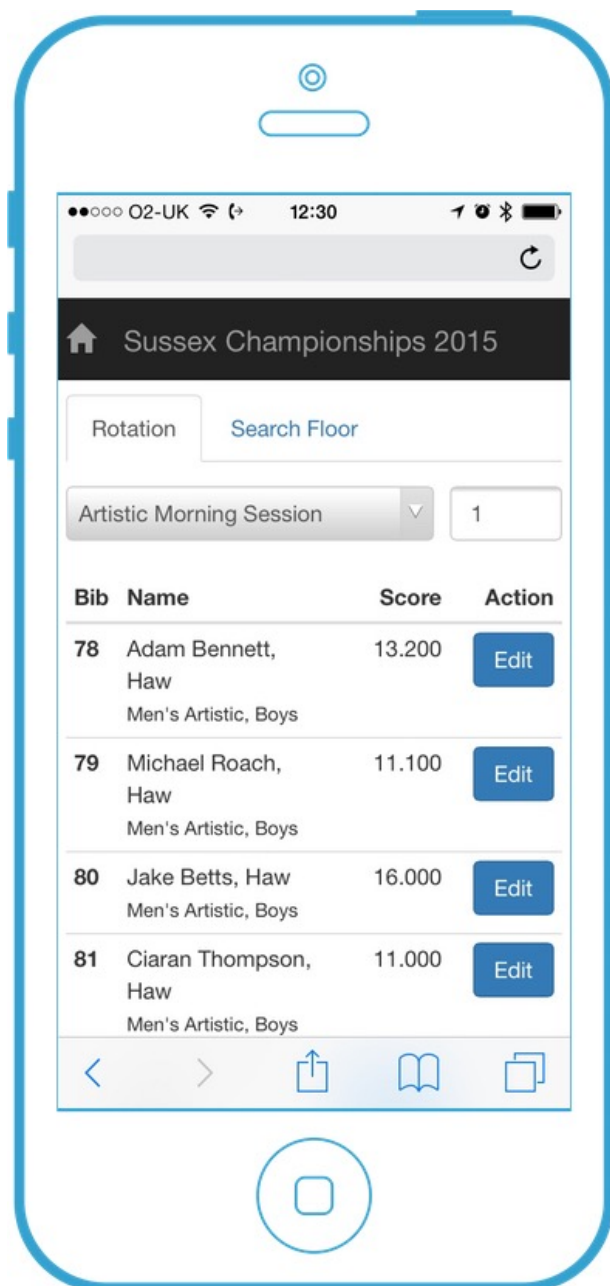 O2-UK 12:30
Sussex Championships 2015
Rotation Search Floor
Artistic Morning Session 1
Bib Name Score Action
78 Adam Bennett, 13.200 Edit
Haw
Men's Artistic, Boys
79 Michael Roach, 11.100 Edit
Haw
Men's Artistic, Boys
80 Jake Betts, Haw 16.000 Edit
Men's Artistic, Boys
81 Ciaran Thompson, 11.000 Edit
Haw
Men's Artistic, Boys